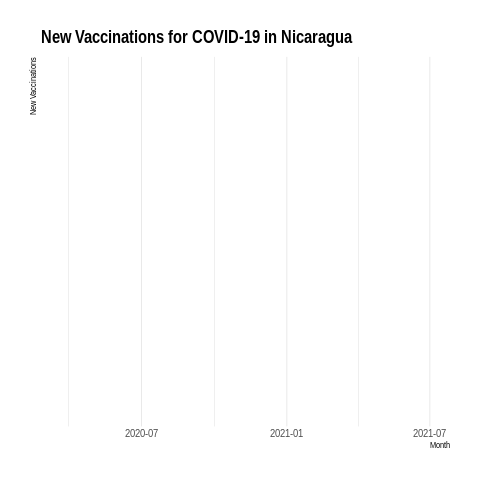 New Vaccinations for COVID-19 in Nicaragua
New Vaccinations
2020-07
2021-01
2021-07
Month